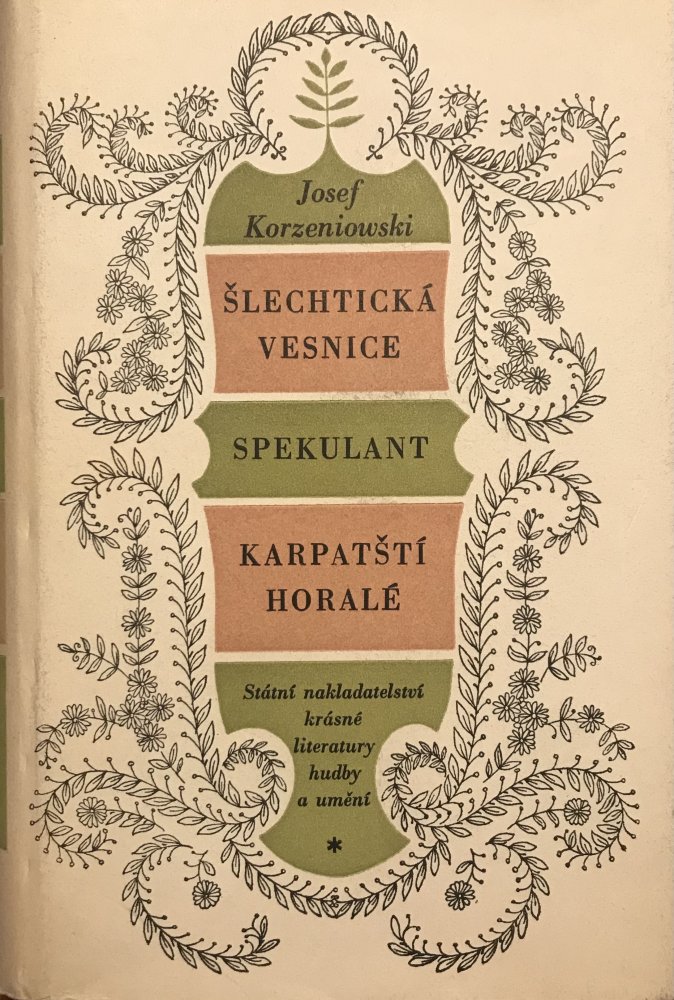 Josef
Korzeniowski
ŠLECHTICKÁ
VESNICE
SPEKULANT
KARPATŠTÍ
HORALÉ
Státní nakladatelství
krásné
literatury
hudby
a umění
*